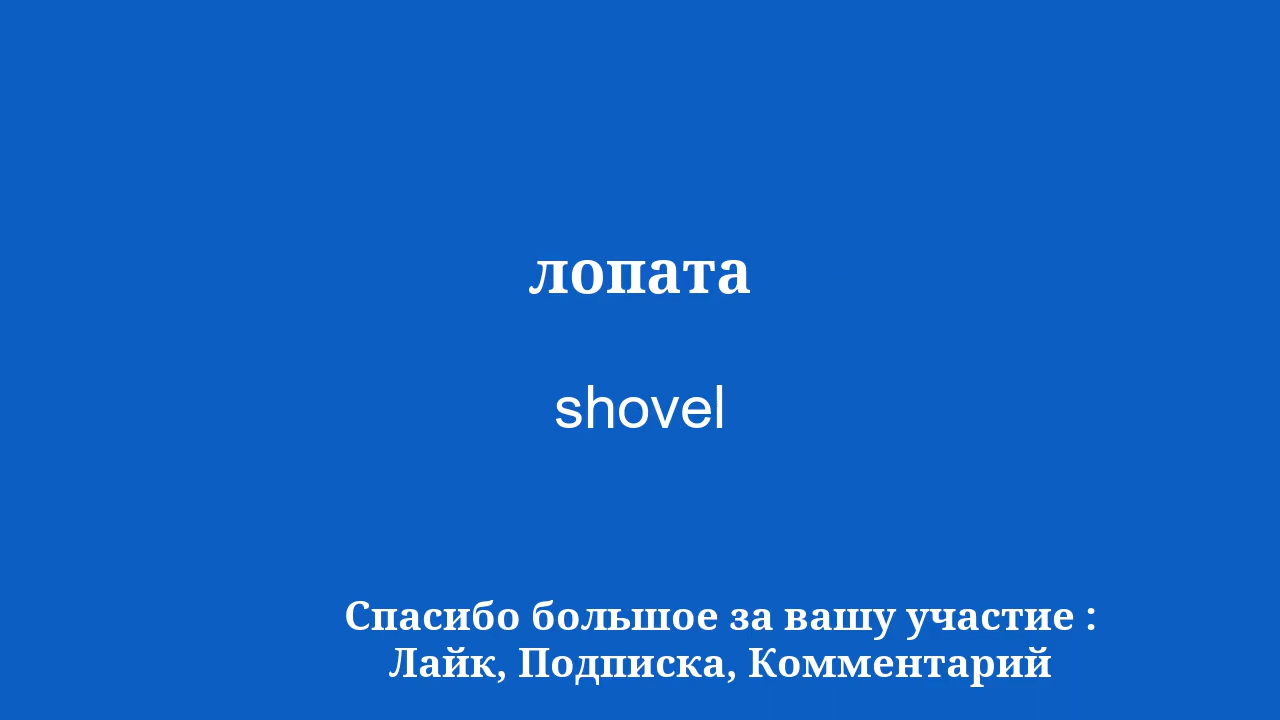 лопата
shovel
Спасибо большое за вашу участие :
Лайк, Подписка, Комментарий